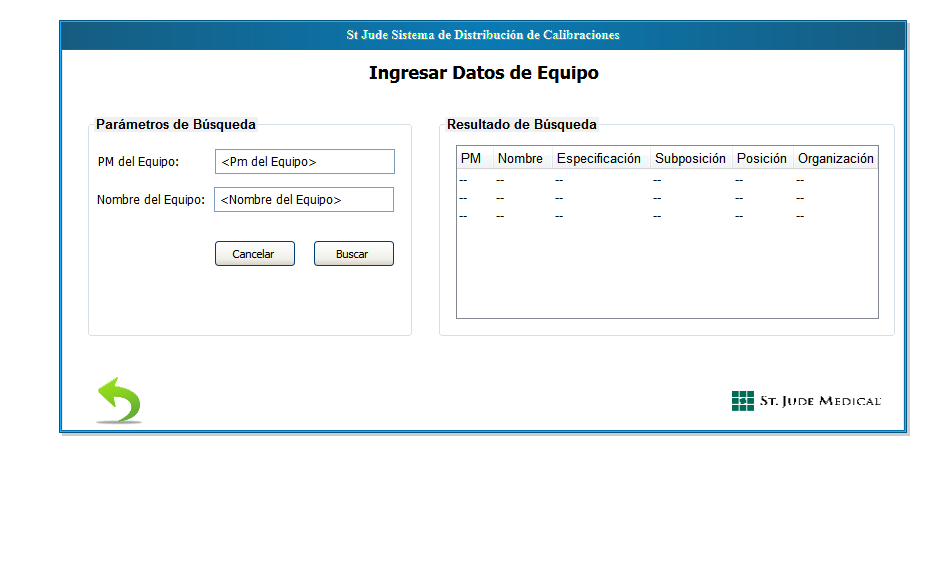 St Jude Sistema de Distribución de Calibraciones
Ingresar Datos de Equipo
Parámetros de Búsqueda
PM del Equipo: <Pm del Equipo>
Nombre del Equipo: <Nombre del Equipo>
Cancelar Buscar
Resultado de Búsqueda
PM Nombre Especificación Subposición Posición Organización
-- -- -- -- -- --
-- -- -- -- -- --
-- -- -- -- -- --
ST. JUDE MEDICAL